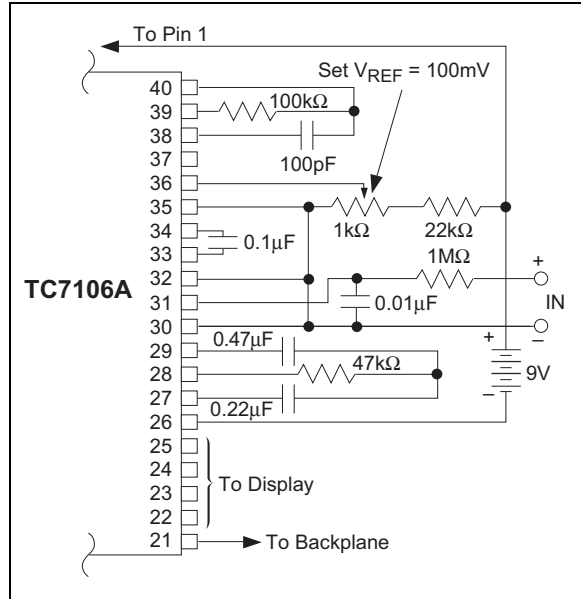 To Pin 1
Set VREF = 100mV
40
39
100kΩ
38
100pF
37
36
35
1kΩ
22kΩ
34
0.1μF
33
1MΩ
+
TC7106A
32
31
0.01μF
IN
30
–
29
0.47μF
+
28
47kΩ
9V
27
0.22μF
–
26
25
24
To Display
23
22
21
To Backplane